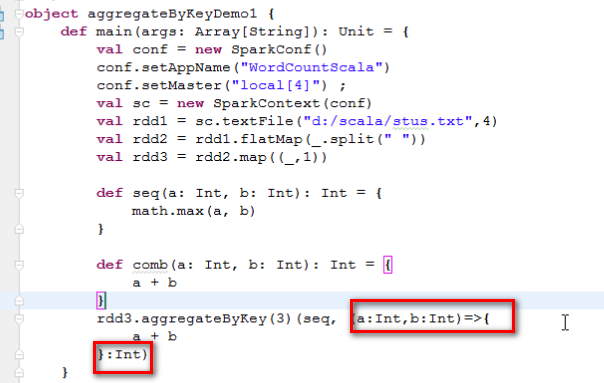 object aggregateByKeyDemo1 {
def main(args: Array[String]): Unit = {
val conf = new SparkConf()
conf.setAppName("WordCountScala")
conf.setMaster("local[4]") ;
val sc = new SparkContext(conf)
val rdd1 = sc.textFile("d:/scala/stus.txt",4)
val rdd2 = rdd1.flatMap(_.split(" "))
val rdd3 = rdd2.map((_,1))
def seq(a: Int, b: Int): Int = {
math.max(a, b)
}
def comb(a: Int, b: Int): Int = {
a + b
}
rdd3.aggregateByKey(3)(seq, (a:Int,b:Int)=>{
a + b
}:Int)
}